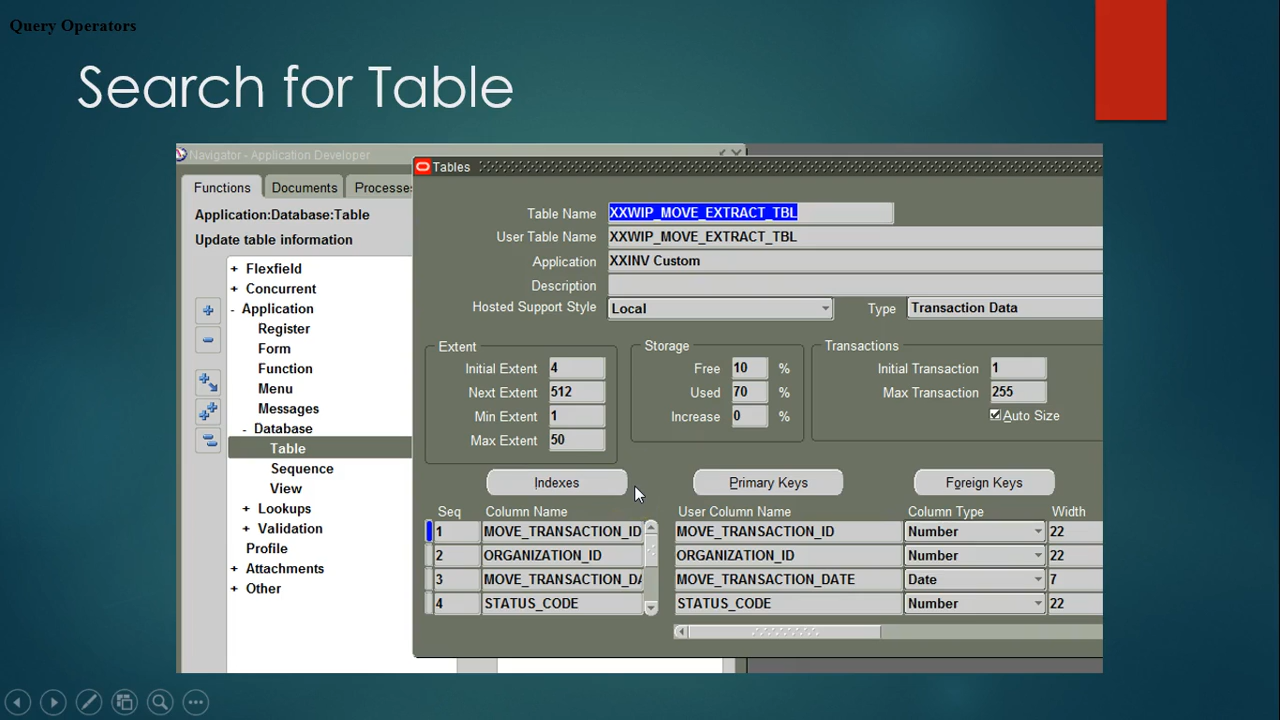 Query Operators
Search for Table
Navigator - Application Developer
Functions Documents Processes
Application:Database:Table
Update table information
+ Flexfield
+ Concurrent
- Application
Register
Form
Function
Menu
Messages
- Database
Table
Sequence
View
+ Lookups
+ Validation
Profile
+ Attachments
+ Other
Tables
Table Name XXWIP_MOVE_EXTRACT_TBL
User Table Name XXWIP_MOVE_EXTRACT_TBL
Application XXINV Custom
Description
Hosted Support Style Local Type Transaction Data
Extent Storage Transactions
Initial Extent 4 Free 10 % Initial Transaction 1
Next Extent 512 Used 70 % Max Transaction 255
Min Extent 1 Increase 0 % Auto Size
Max Extent 50
Indexes Primary Keys Foreign Keys
Seq Column Name User Column Name Column Type Width
1 MOVE_TRANSACTION_ID MOVE_TRANSACTION_ID Number 22
2 ORGANIZATION_ID ORGANIZATION_ID Number 22
3 MOVE_TRANSACTION_DA MOVE_TRANSACTION_DATE Date 7
4 STATUS_CODE STATUS_CODE Number 22